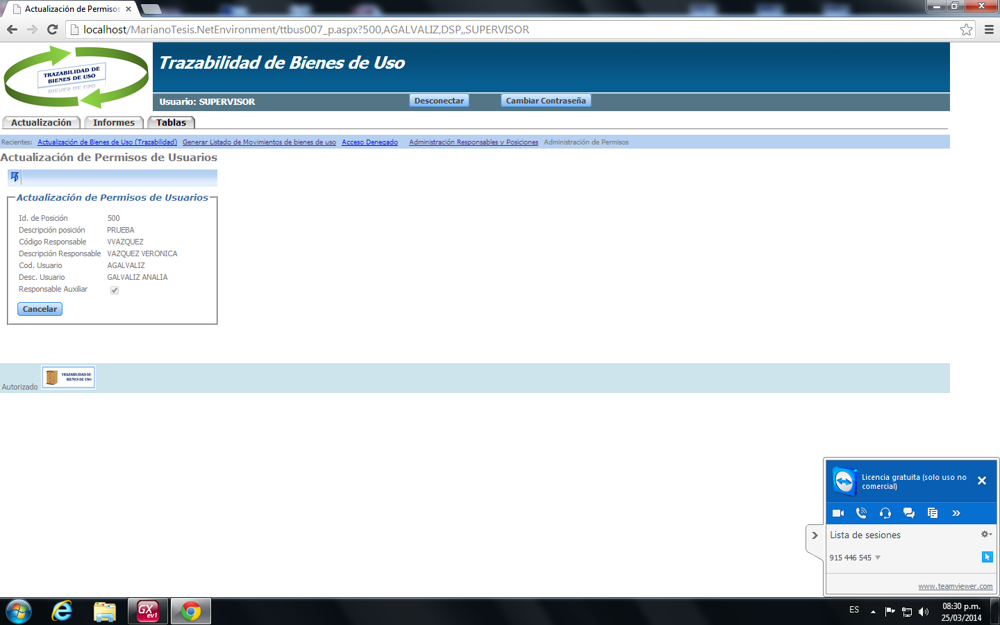 Actualización de Permisos
localhost/MarianoTesis.NetEnvironment/ttbus007_p.aspx?500,AGALVALIZ,DSP,,SUPERVISOR
TRAZABILIDAD DE
BIENES DE USO
Trazabilidad de Bienes de Uso
Usuario: SUPERVISOR
Desconectar
Cambiar Contraseña
Actualización
Informes
Tablas
Recientes: Actualización de Bienes de Uso (Trazabilidad) Generar Listado de Movimientos de bienes de uso Acceso Denegado Administración Responsables y Posiciones Administración de Permisos
Actualización de Permisos de Usuarios
Actualización de Permisos de Usuarios
Id. de Posición 500
Descripción posición PRUEBA
Código Responsable VVAZQUEZ
Descripción Responsable VAZQUEZ VERONICA
Cod. Usuario AGALVALIZ
Desc. Usuario GALVALIZ ANALIA
Responsable Auxiliar
Cancelar
Autorizado
TRAZABILIDAD DE
BIENES DE USO
Licencia gratuita (solo uso no
comercial)
Lista de sesiones
915 446 545
www.teamviewer.com
GX
ev1
ES
08:30 p.m.
25/03/2014